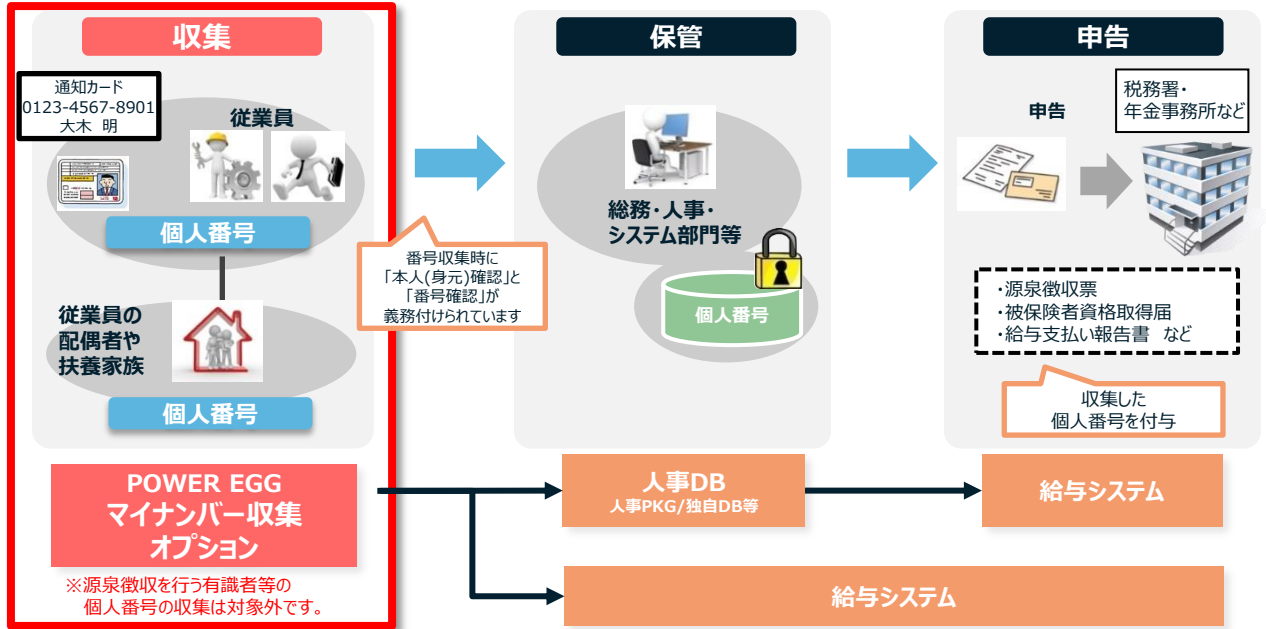 収集
通知カード
0123-4567-8901
大木 明
従業員
個人番号
従業員の
配偶者や
扶養家族
個人番号
番号収集時に
「本人(身元)確認」と
「番号確認」が
義務付けられています
保管
総務・人事・
システム部門等
個人番号
申告
申告
税務署・
年金事務所など
・源泉徴収票
・被保険者資格取得届
・給与支払い報告書 など
収集した
個人番号を付与
POWER EGG
マイナンバー収集
オプション
※源泉徴収を行う有識者等の
個人番号の収集は対象外です。
人事DB
人事PKG/独自DB等
給与システム
給与システム